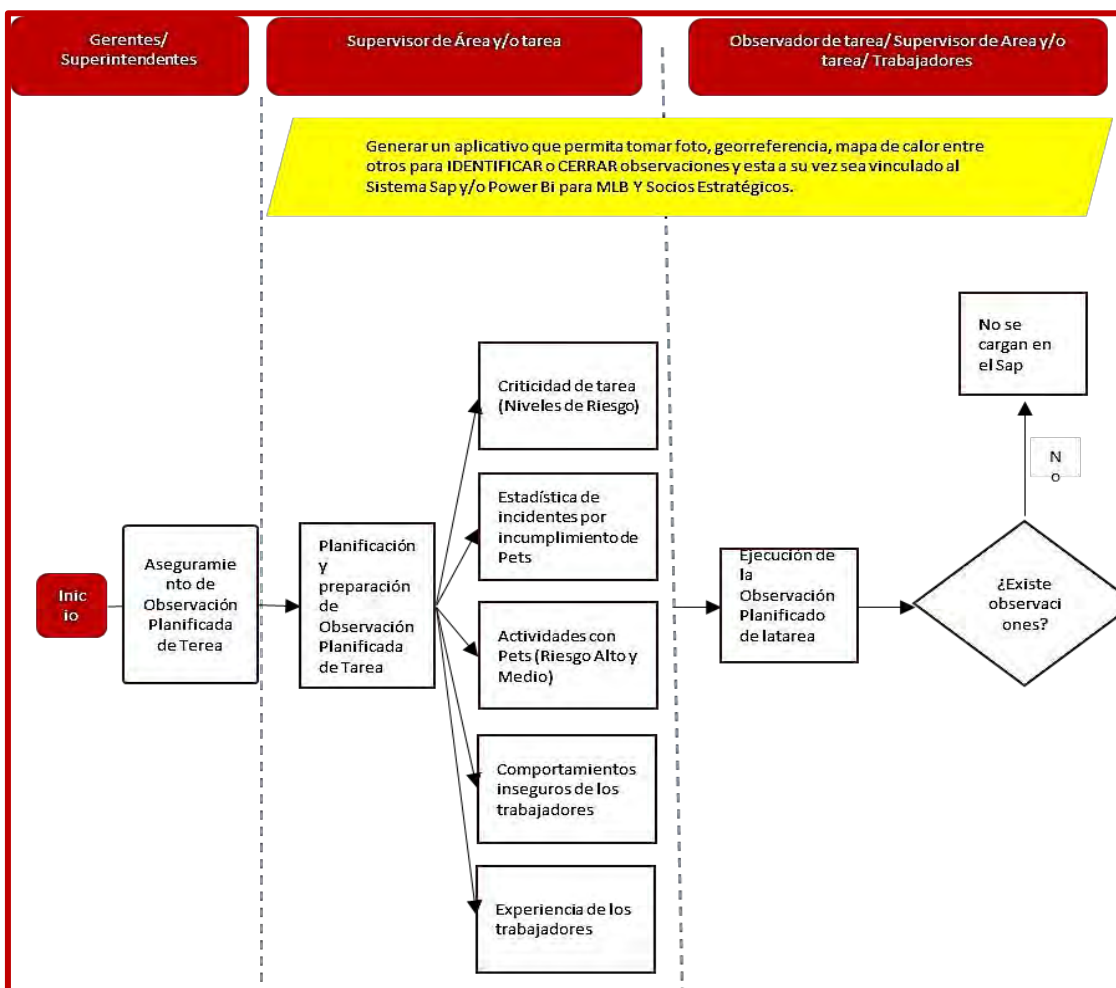 Gerentes/
Superintendentes
Supervisor de Área y/o tarea
Observador de tarea/ Supervisor de Area y/o
tarea/ Trabajadores
Generar un aplicativo que permita tomar foto, georreferencia, mapa de calor entre
otros para IDENTIFICAR o CERRAR observaciones y esta a su vez sea vinculado al
Sistema Sap y/o Power Bi para MLB Y Socios Estratégicos.
Inic
io
Aseguramie
nto de
Observación
Planificada
de Terea
Planificación
y
preparación
de
Observación
Planificada
de Tarea
Criticidad de tarea
(Niveles de Riesgo)
Estadística de
incidentes por
incumplimiento de
Pets
Actividades con
Pets (Riesgo Alto y
Medio)
Comportamientos
inseguros de los
trabajadores
Experiencia de los
trabajadores
Ejecución de
la
Observación
Planificado
de latarea
¿Existe
observaci
ones?
N
o
No se
cargan en
el Sap